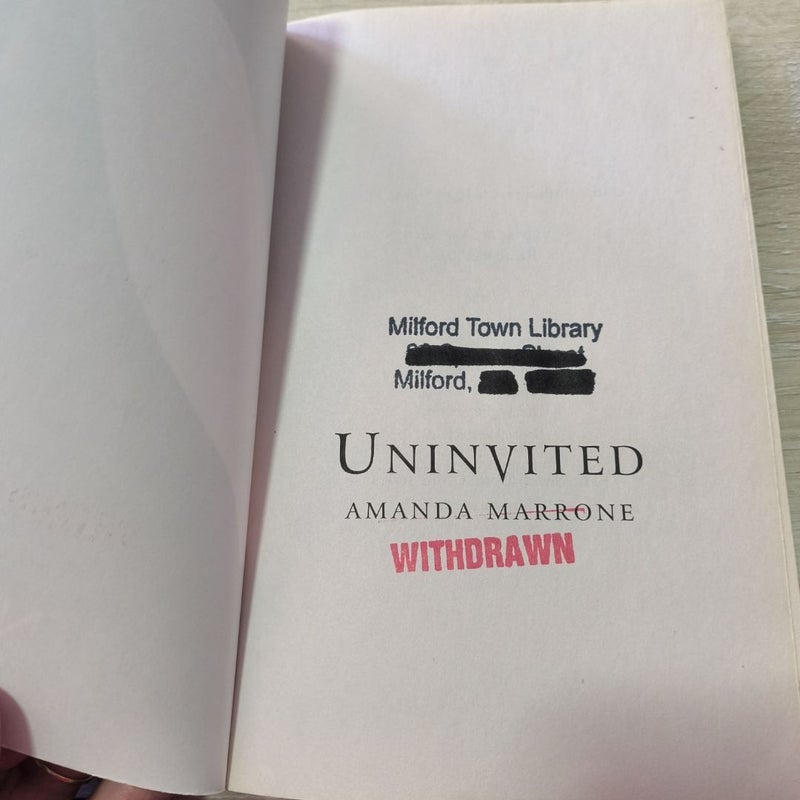 Milford Town Library
Milford,
UNINVITED
AMANDA MARRONE
WITHDRAWN